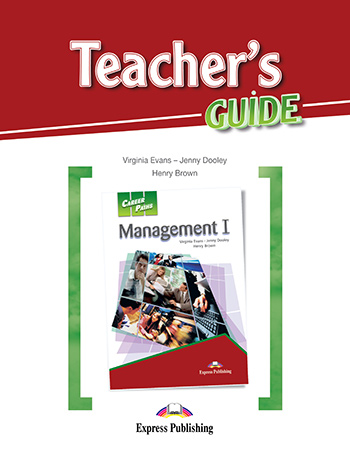 Teacher's
GUIDE
Virginia Evans – Jenny Dooley
Henry Brown
CAREER
PATHS
Management I
Virginia Evans - Jenny Dooley
Henry Brown
Express Publishing
Express Publishing